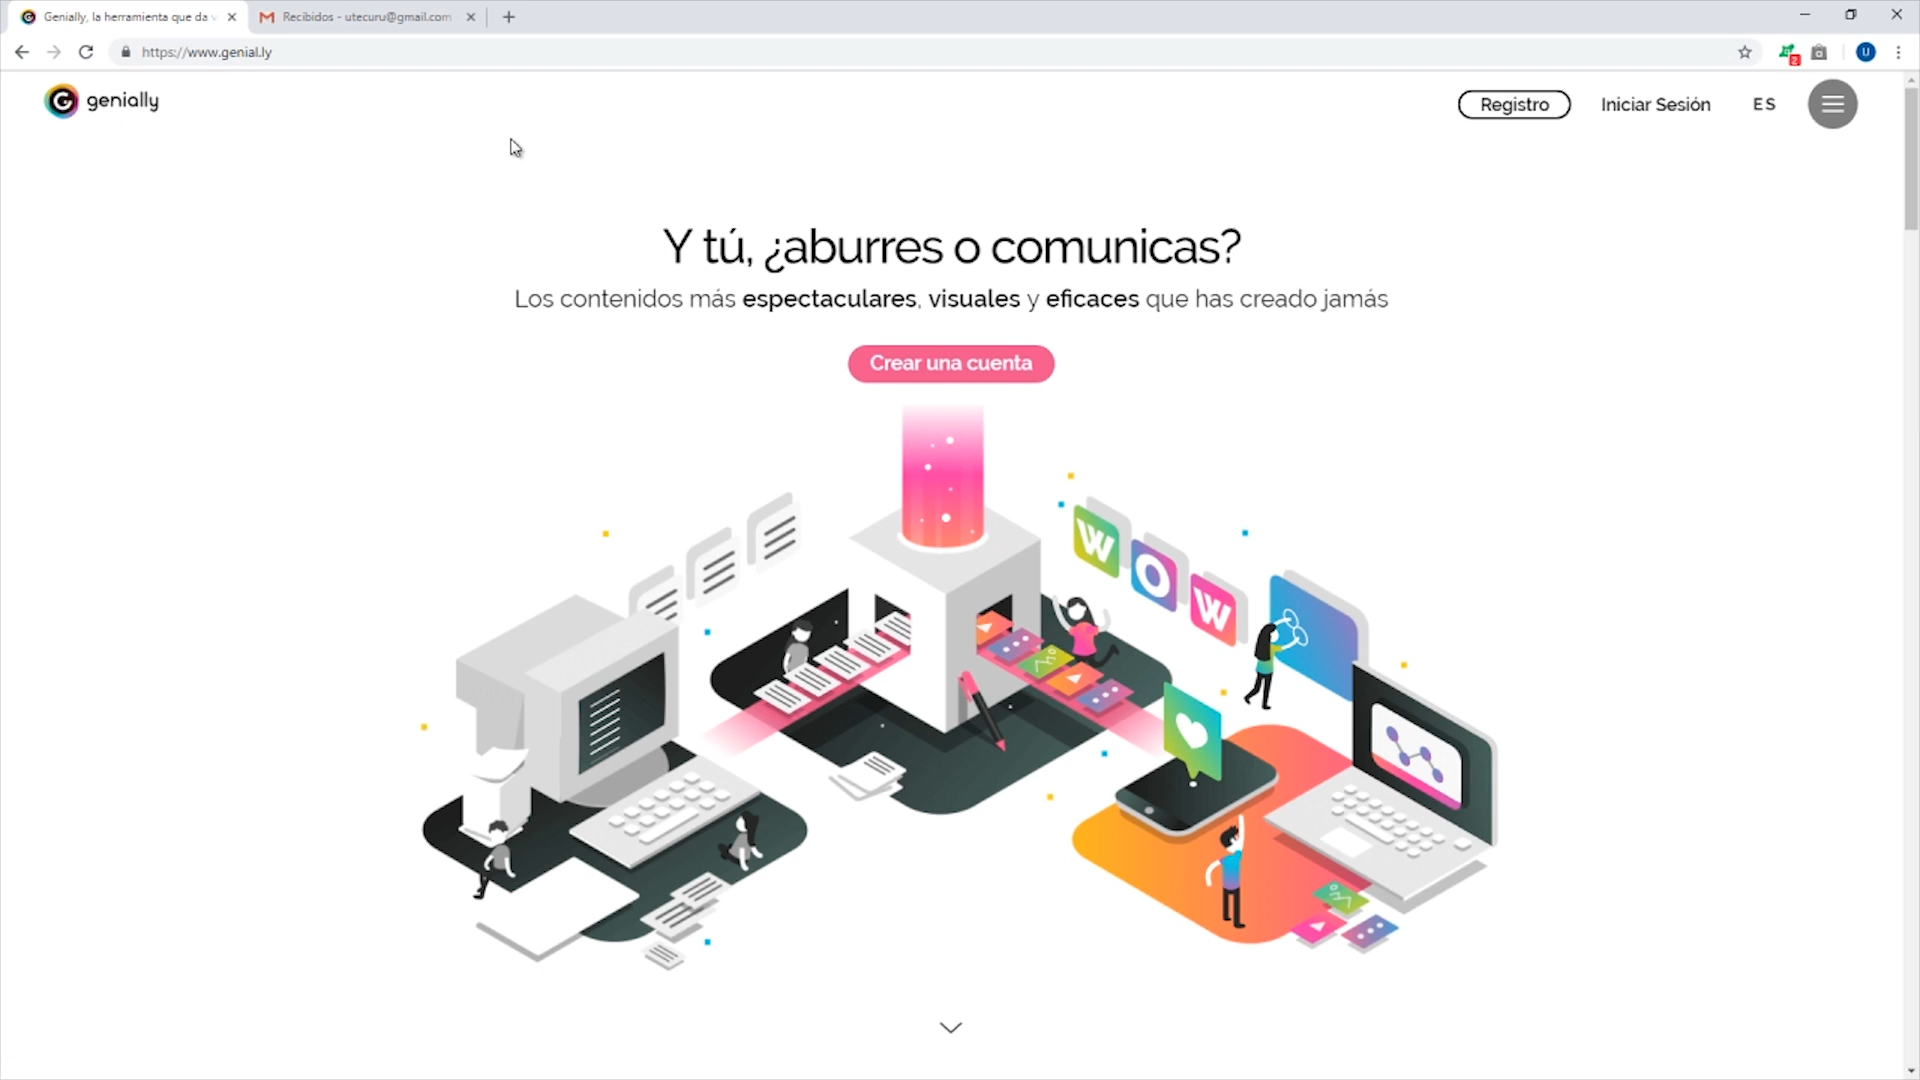 Genially, la herramienta que da v
Recibidos - utecuru@gmail.com
https://www.genial.ly
U
2
G genially
Registro
Iniciar Sesión
ES
Y tú, ¿aburres o comunicas?
Los contenidos más espectaculares, visuales y eficaces que has creado jamás
Crear una cuenta
W
O
W